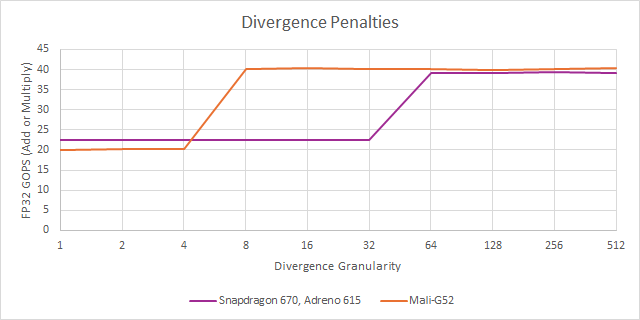 Divergence Penalties
FP32 GOPS (Add or Multiply)
45
40
35
30
25
20
15
10
5
0
1 2 4 8 16 32 64 128 256 512
Divergence Granularity
Snapdragon 670, Adreno 615 Mali-G52